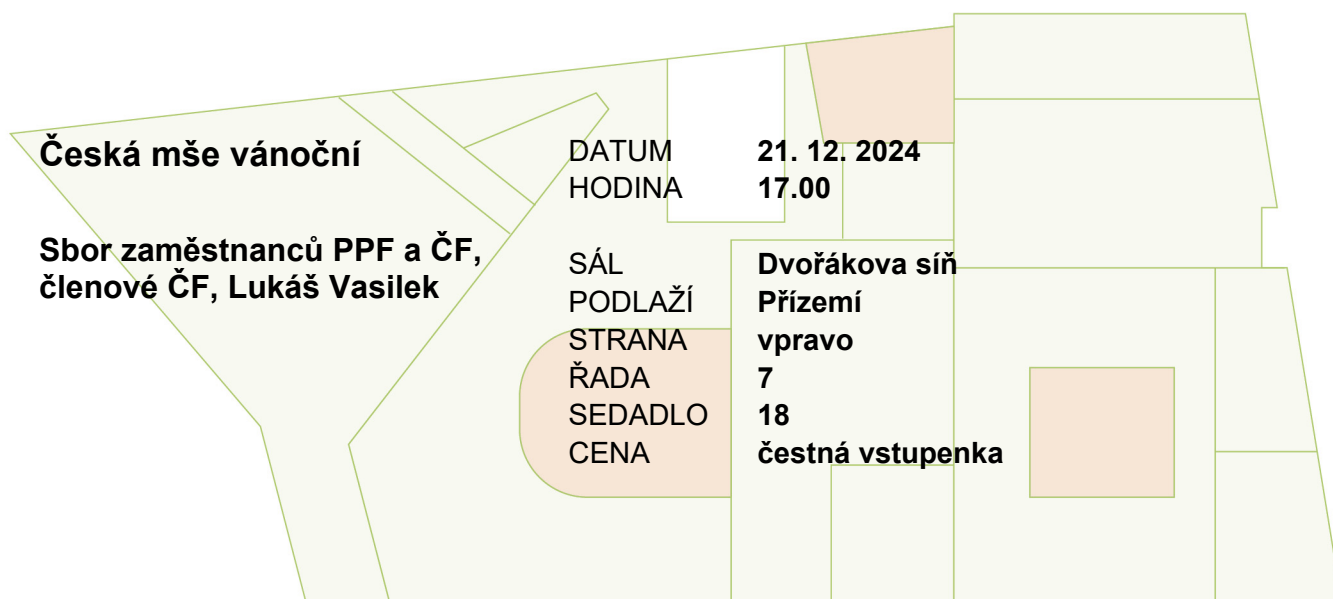 Česká mše vánoční
Sbor zaměstnanců PPF a ČF,
členové ČF, Lukáš Vasilek
DATUM 21. 12. 2024
HODINA 17.00
SÁL Dvořákova síň
PODLAŽÍ Přízemí
STRANA vpravo
ŘADA 7
SEDADLO 18
CENA čestná vstupenka